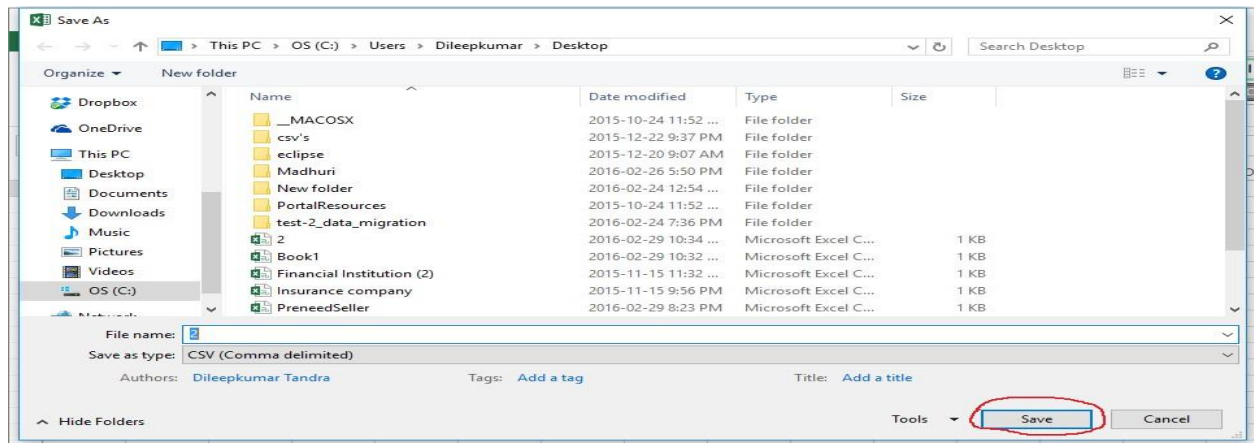 Save As
This PC > OS (C:) > Users > Dileepkumar > Desktop
Search Desktop
Organize
New folder
Name Date modified Type Size
Dropbox
OneDrive
This PC
Desktop
Documents
Downloads
Music
Pictures
Videos
OS (C:)
__MACOSX 2015-10-24 11:52 ... File folder
csv's 2015-12-22 9:37 PM File folder
eclipse 2015-12-20 9:07 AM File folder
Madhuri 2016-02-26 5:50 PM File folder
New folder 2016-02-24 12:54 ... File folder
PortalResources 2015-10-24 11:52 ... File folder
test-2_data_migration 2016-02-24 7:36 PM File folder
2 2016-02-29 10:34 ... Microsoft Excel C... 1 KB
Book1 2016-02-29 10:32 ... Microsoft Excel C... 1 KB
Financial Institution (2) 2015-11-15 11:32 ... Microsoft Excel C... 1 KB
Insurance company 2015-11-15 9:56 PM Microsoft Excel C... 1 KB
PreneedSeller 2016-02-29 8:23 PM Microsoft Excel C... 1 KB
File name: 2
Save as type: CSV (Comma delimited)
Authors: Dileepkumar Tandra Tags: Add a tag Title: Add a title
Hide Folders
Tools
Save
Cancel